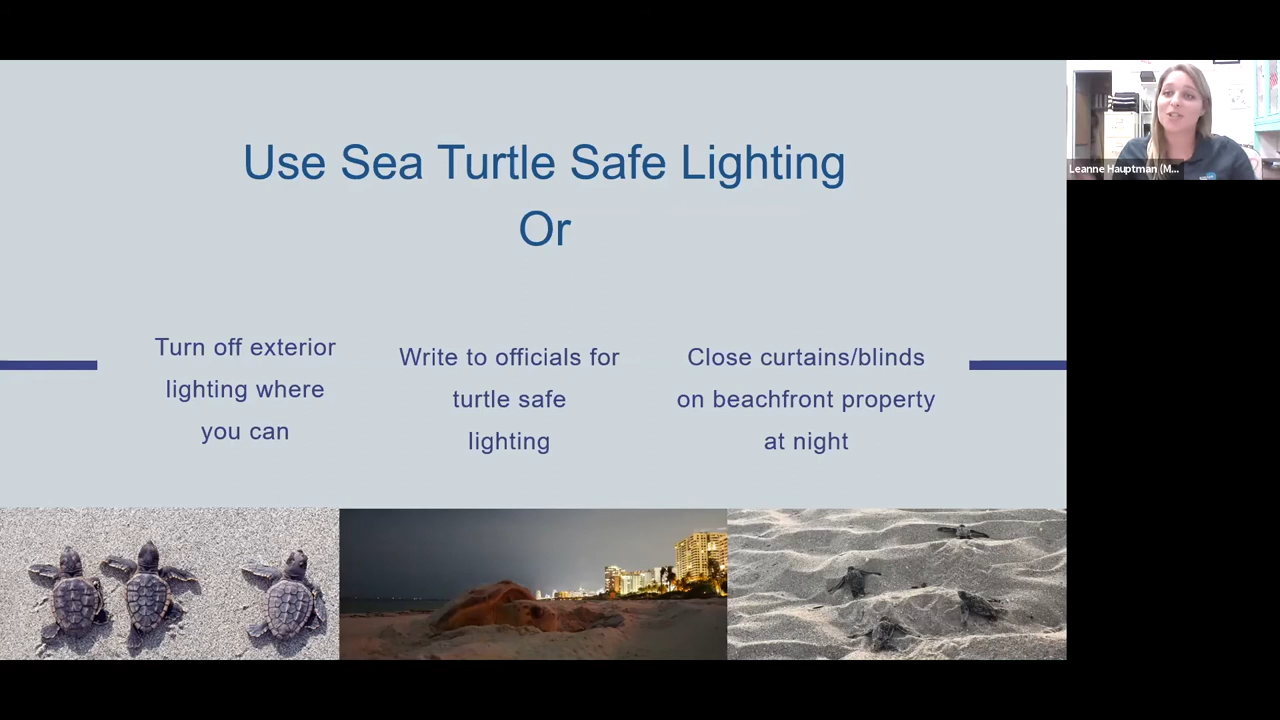 Use Sea Turtle Safe Lighting
Or
Turn off exterior
lighting where
you can
Write to officials for
turtle safe
lighting
Close curtains/blinds
on beachfront property
at night
Leanne Hauptman (M...